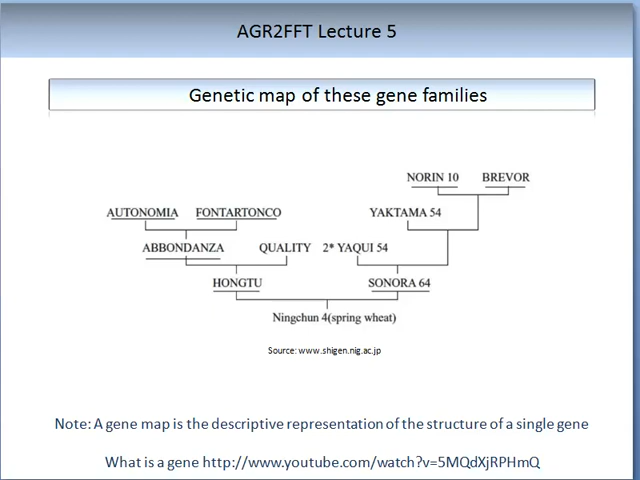 AGR2FFT Lecture 5
Genetic map of these gene families
NORIN 10 BREVOR
AUTONOMIA FONTARTONCO YAKTAMA 54
ABBONDANZA QUALITY 2* YAQUI 54
HONGTU SONORA 64
Ningchun 4(spring wheat)
Source: www.shigen.nig.ac.jp
Note: A gene map is the descriptive representation of the structure of a single gene
What is a gene http://www.youtube.com/watch?v=5MQdXjRPHmQ